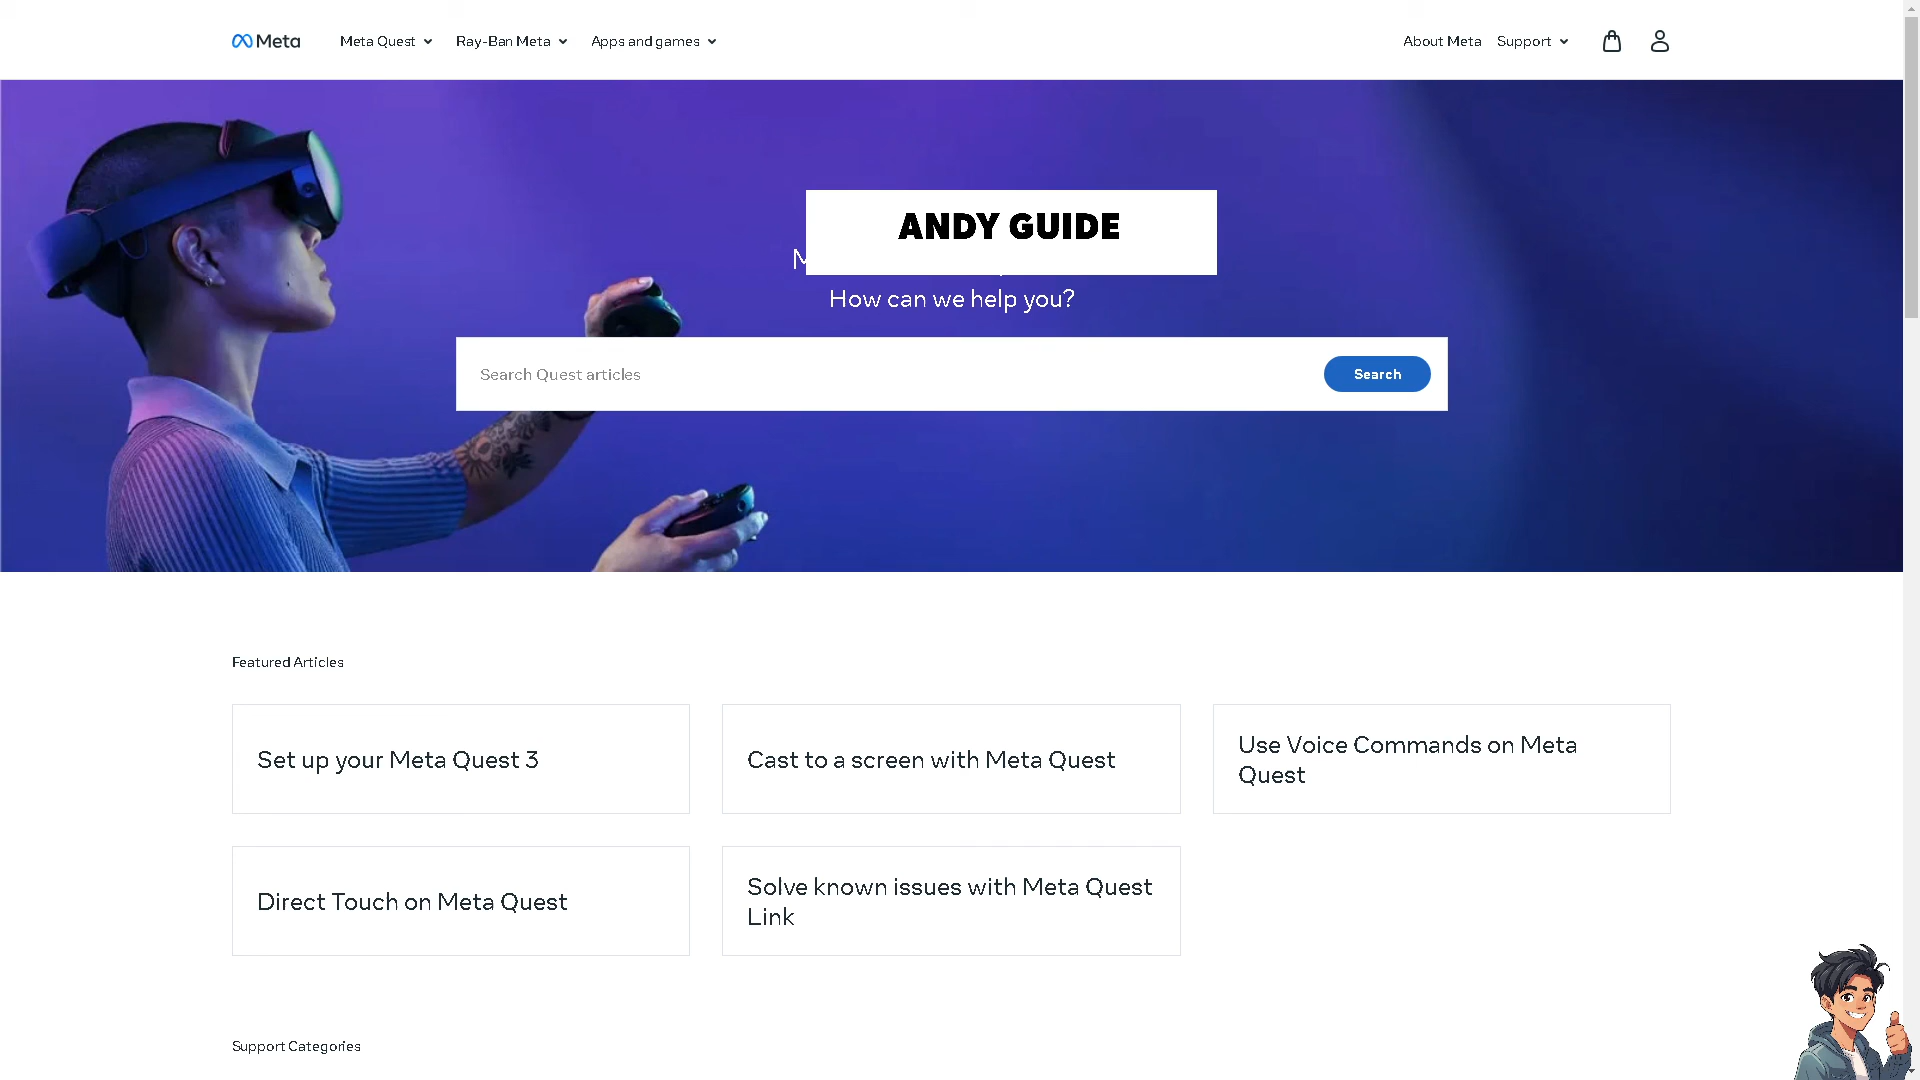 Meta
Meta Quest
Ray-Ban Meta
Apps and games
About Meta
Support
ANDY GUIDE
How can we help you?
Search Quest articles
Search
Featured Articles
Set up your Meta Quest 3
Cast to a screen with Meta Quest
Use Voice Commands on Meta
Quest
Direct Touch on Meta Quest
Solve known issues with Meta Quest
Link
Support Categories